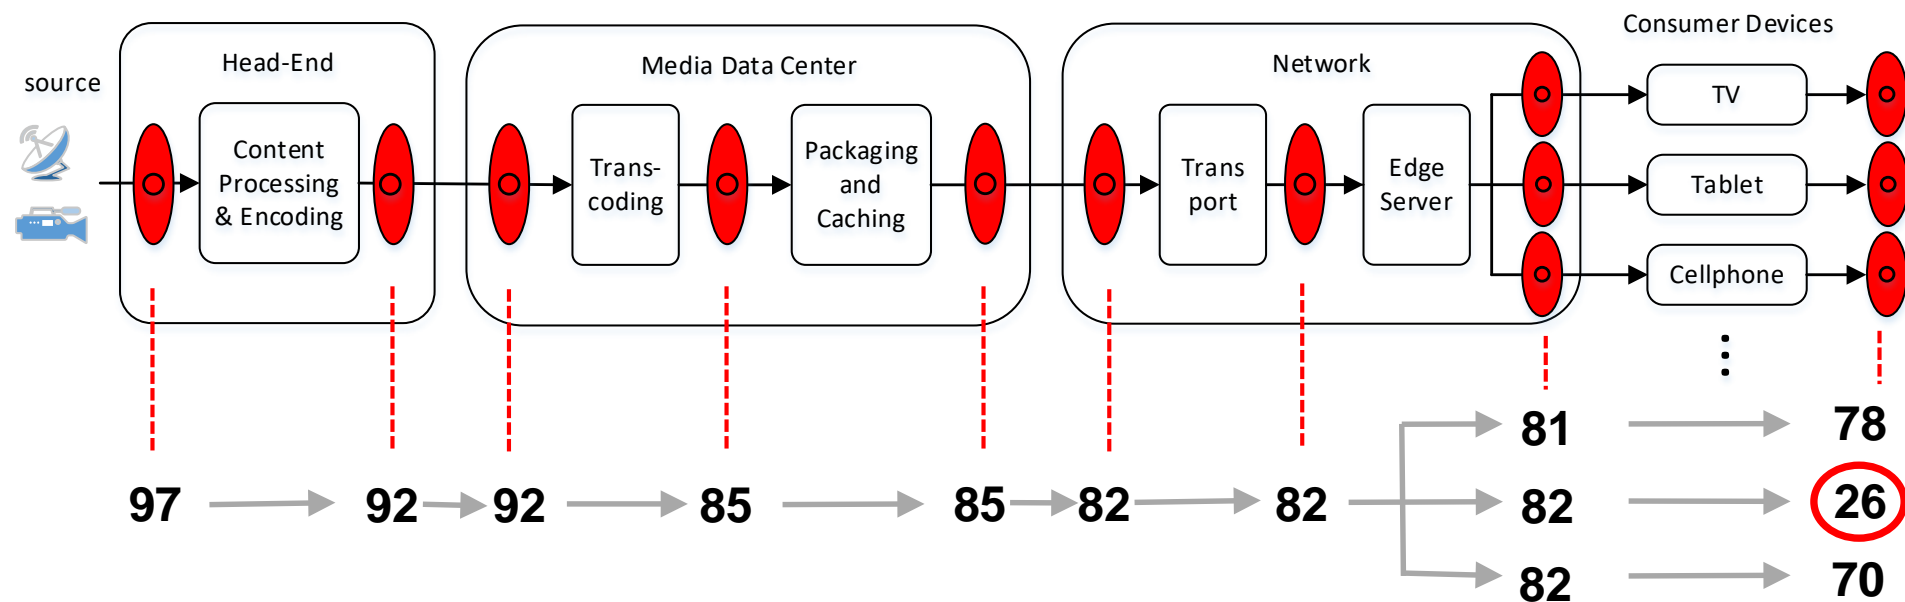 Consumer Devices
Head-End
Media Data Center
Network
source
Content
Processing
& Encoding
Trans-
coding
Packaging
and
Caching
Trans
port
Edge
Server
TV
Tablet
Cellphone
81
78
97
92
92
85
85
82
82
82
26
82
70